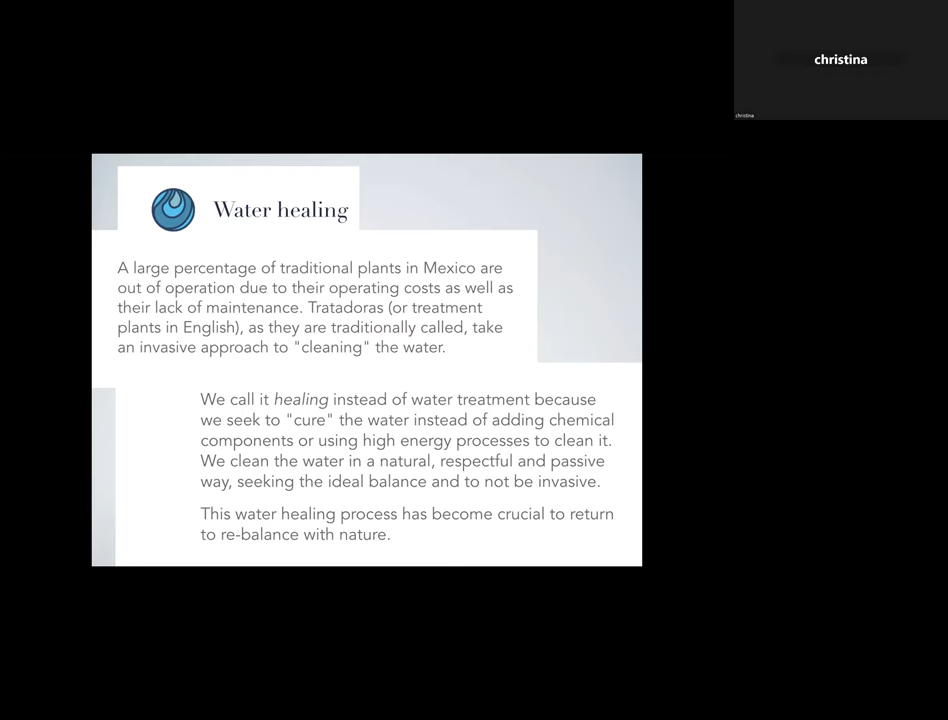 christina
christina
Water healing
A large percentage of traditional plants in Mexico are
out of operation due to their operating costs as well as
their lack of maintenance. Tratadoras (or treatment
plants in English), as they are traditionally called, take
an invasive approach to "cleaning" the water.
We call it healing instead of water treatment because
we seek to "cure" the water instead of adding chemical
components or using high energy processes to clean it.
We clean the water in a natural, respectful and passive
way, seeking the ideal balance and to not be invasive.
This water healing process has become crucial to return
to re-balance with nature.